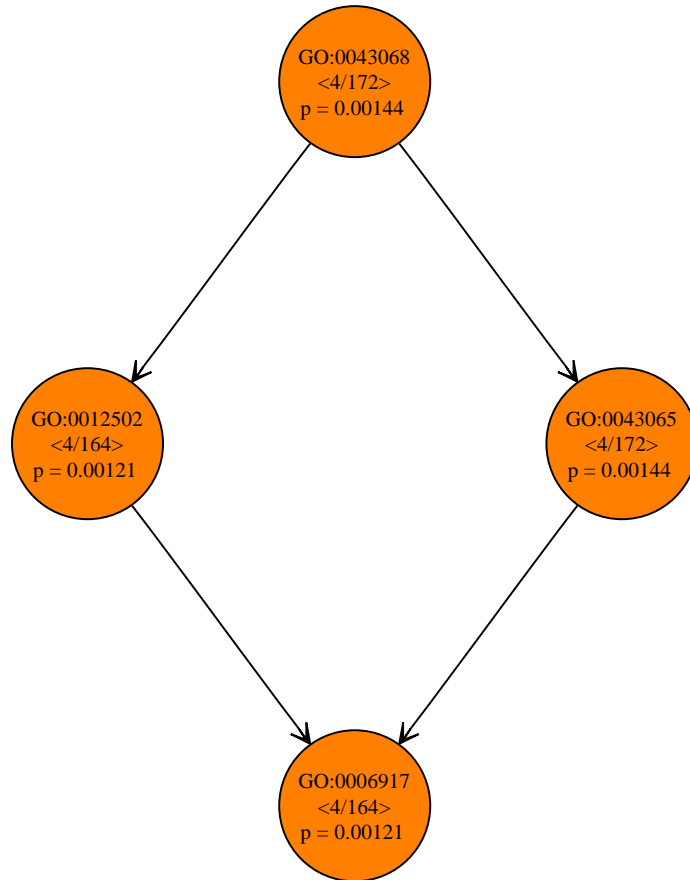 GO:0043068
<4/172>
p = 0.00144
GO:0012502
<4/164>
p = 0.00121
GO:0043065
<4/172>
p = 0.00144
GO:0006917
<4/164>
p = 0.00121